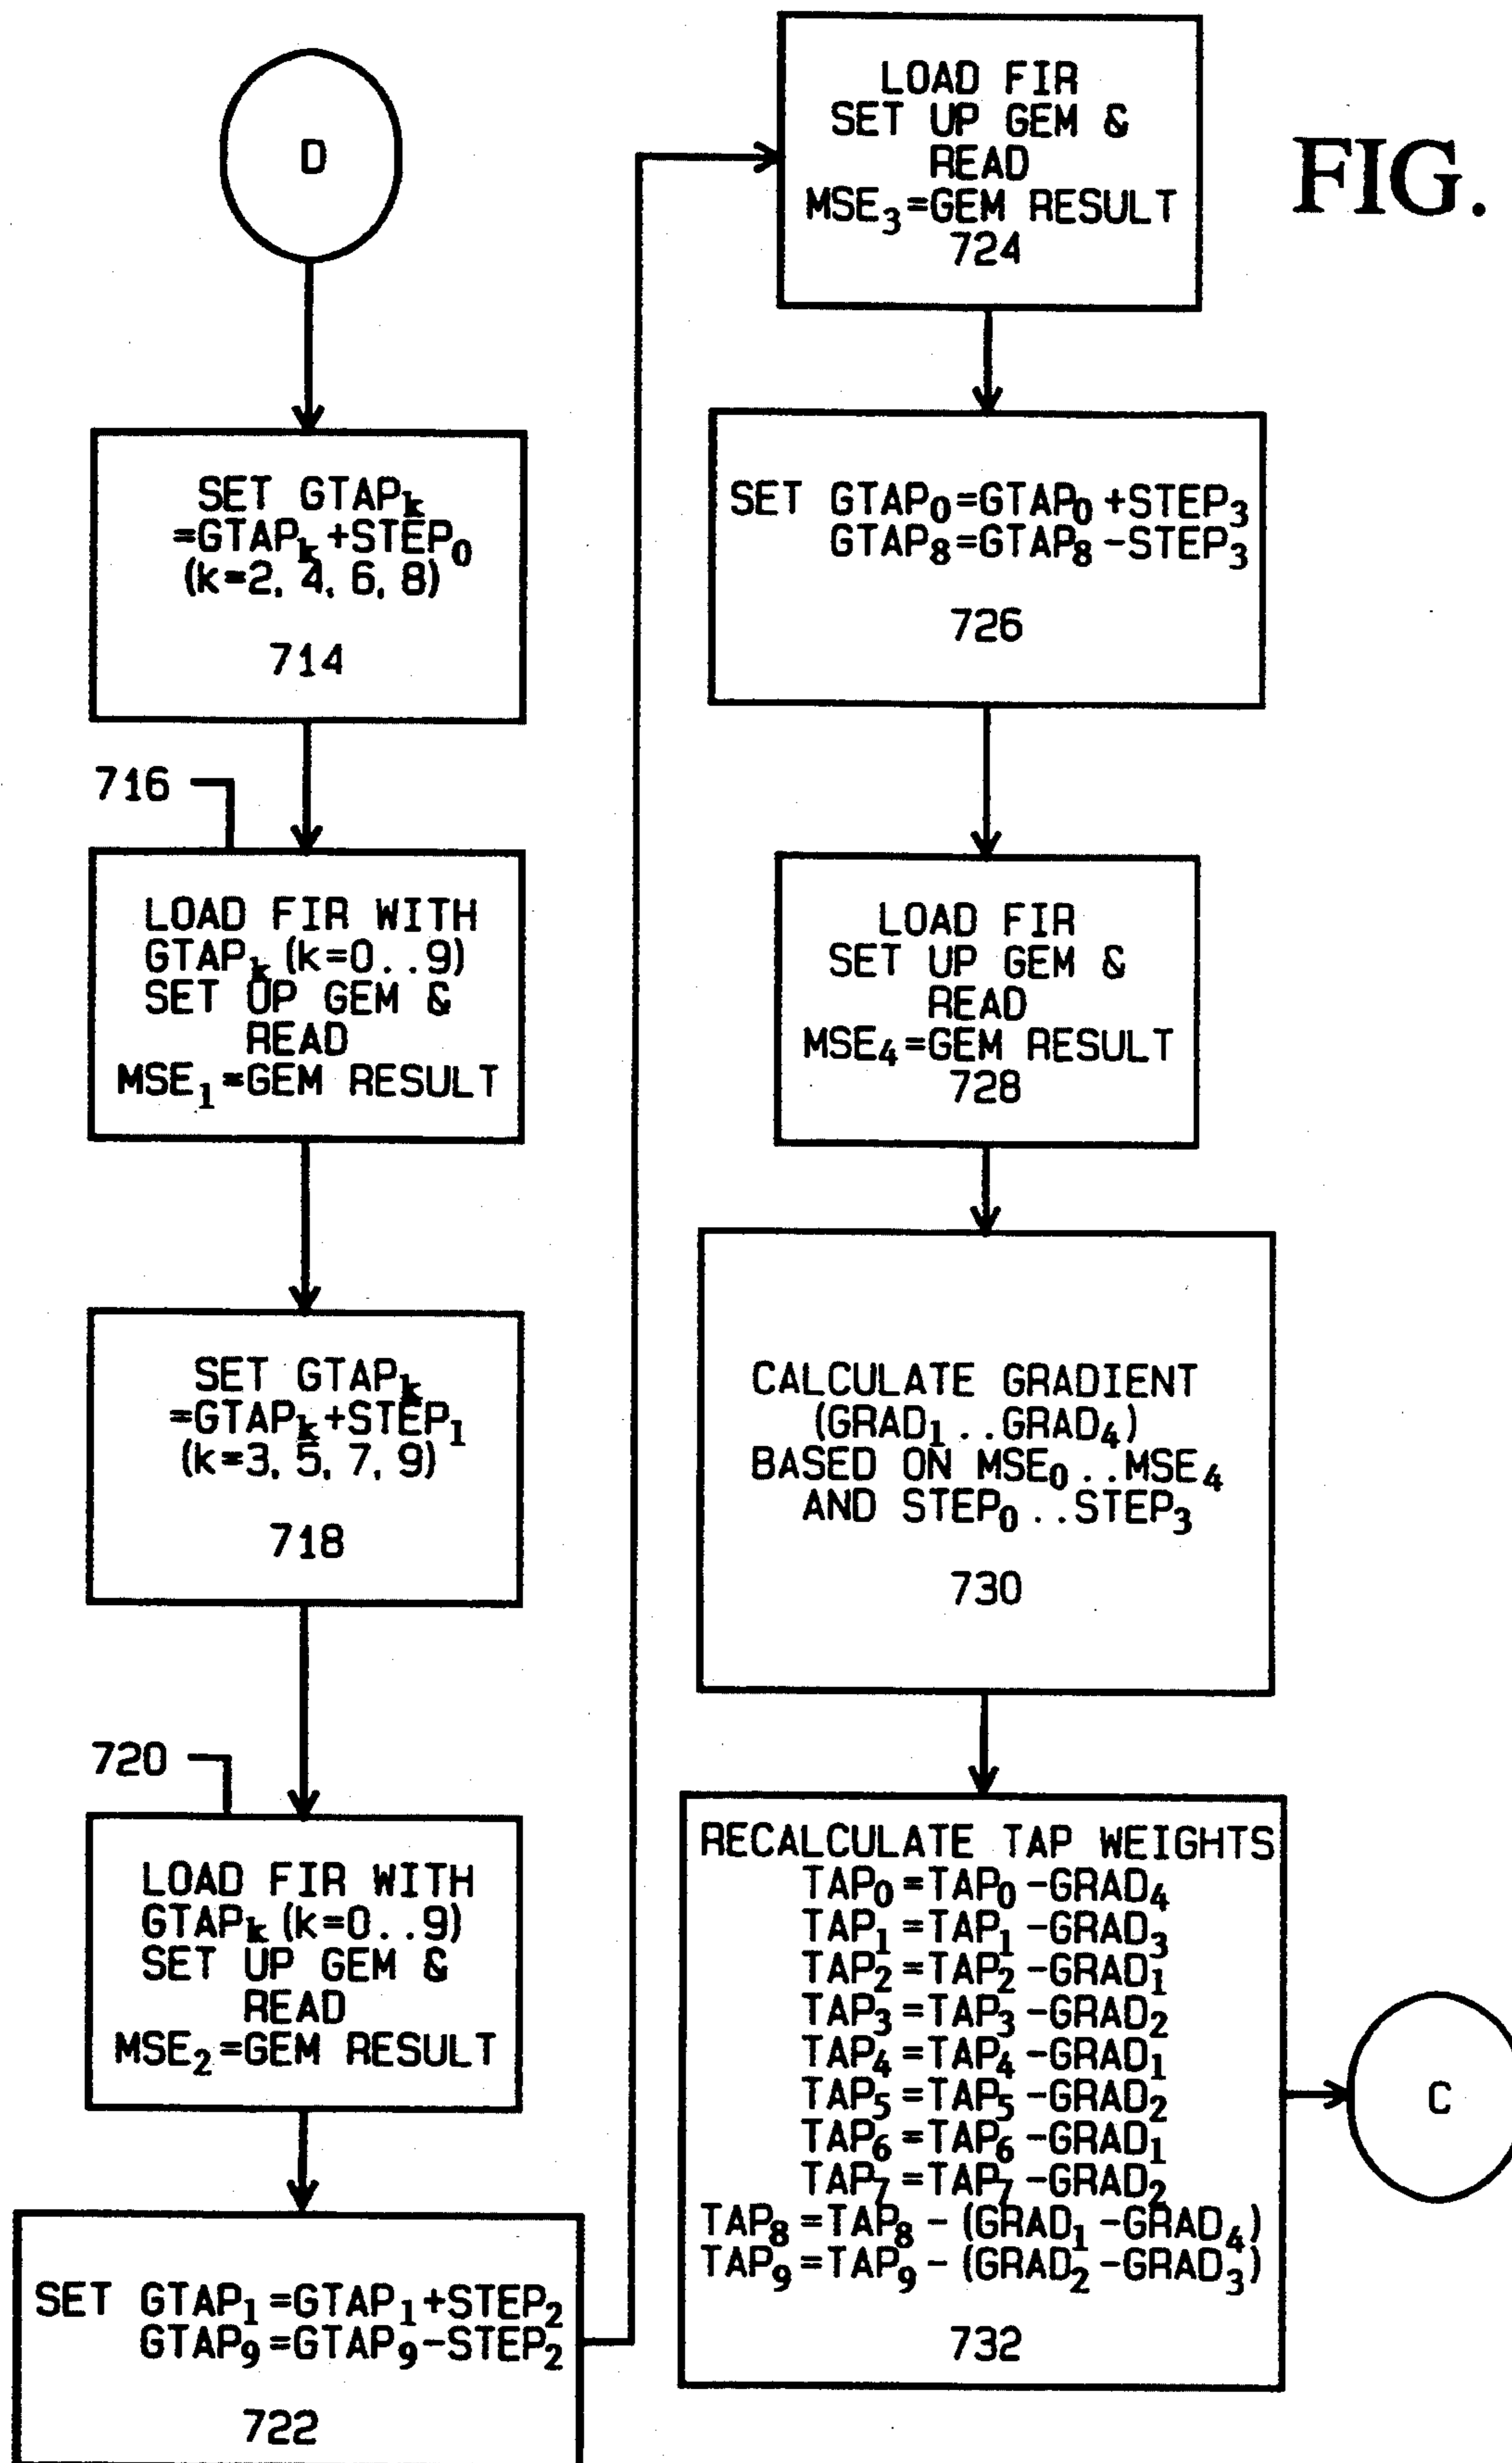 D
SET GTAPₖ
=GTAPₖ+STEP₀
(k=2, 4, 6, 8)
714
716
LOAD FIR WITH
GTAPₖ (k=0..9)
SET UP GEM &
READ
MSE₁=GEM RESULT
SET GTAPₖ
=GTAPₖ+STEP₁
(k=3, 5, 7, 9)
718
720
LOAD FIR WITH
GTAPₖ (k=0..9)
SET UP GEM &
READ
MSE₂=GEM RESULT
SET GTAP₁=GTAP₁+STEP₂
GTAP₉=GTAP₉-STEP₂
722
LOAD FIR
SET UP GEM &
READ
MSE₃=GEM RESULT
724
FIG.
SET GTAP₀=GTAP₀+STEP₃
GTAP₈=GTAP₈-STEP₃
726
LOAD FIR
SET UP GEM &
READ
MSE₄=GEM RESULT
728
CALCULATE GRADIENT
(GRAD₁..GRAD₄)
BASED ON MSE₀..MSE₄
AND STEP₀..STEP₃
730
RECALCULATE TAP WEIGHTS
TAP₀=TAP₀-GRAD₄
TAP₁=TAP₁-GRAD₃
TAP₂=TAP₂-GRAD₁
TAP₃=TAP₃-GRAD₂
TAP₄=TAP₄-GRAD₁
TAP₅=TAP₅-GRAD₂
TAP₆=TAP₆-GRAD₁
TAP₇=TAP₇-GRAD₂
TAP₈=TAP₈-(GRAD₁-GRAD₄)
TAP₉=TAP₉-(GRAD₂-GRAD₃)
732
C